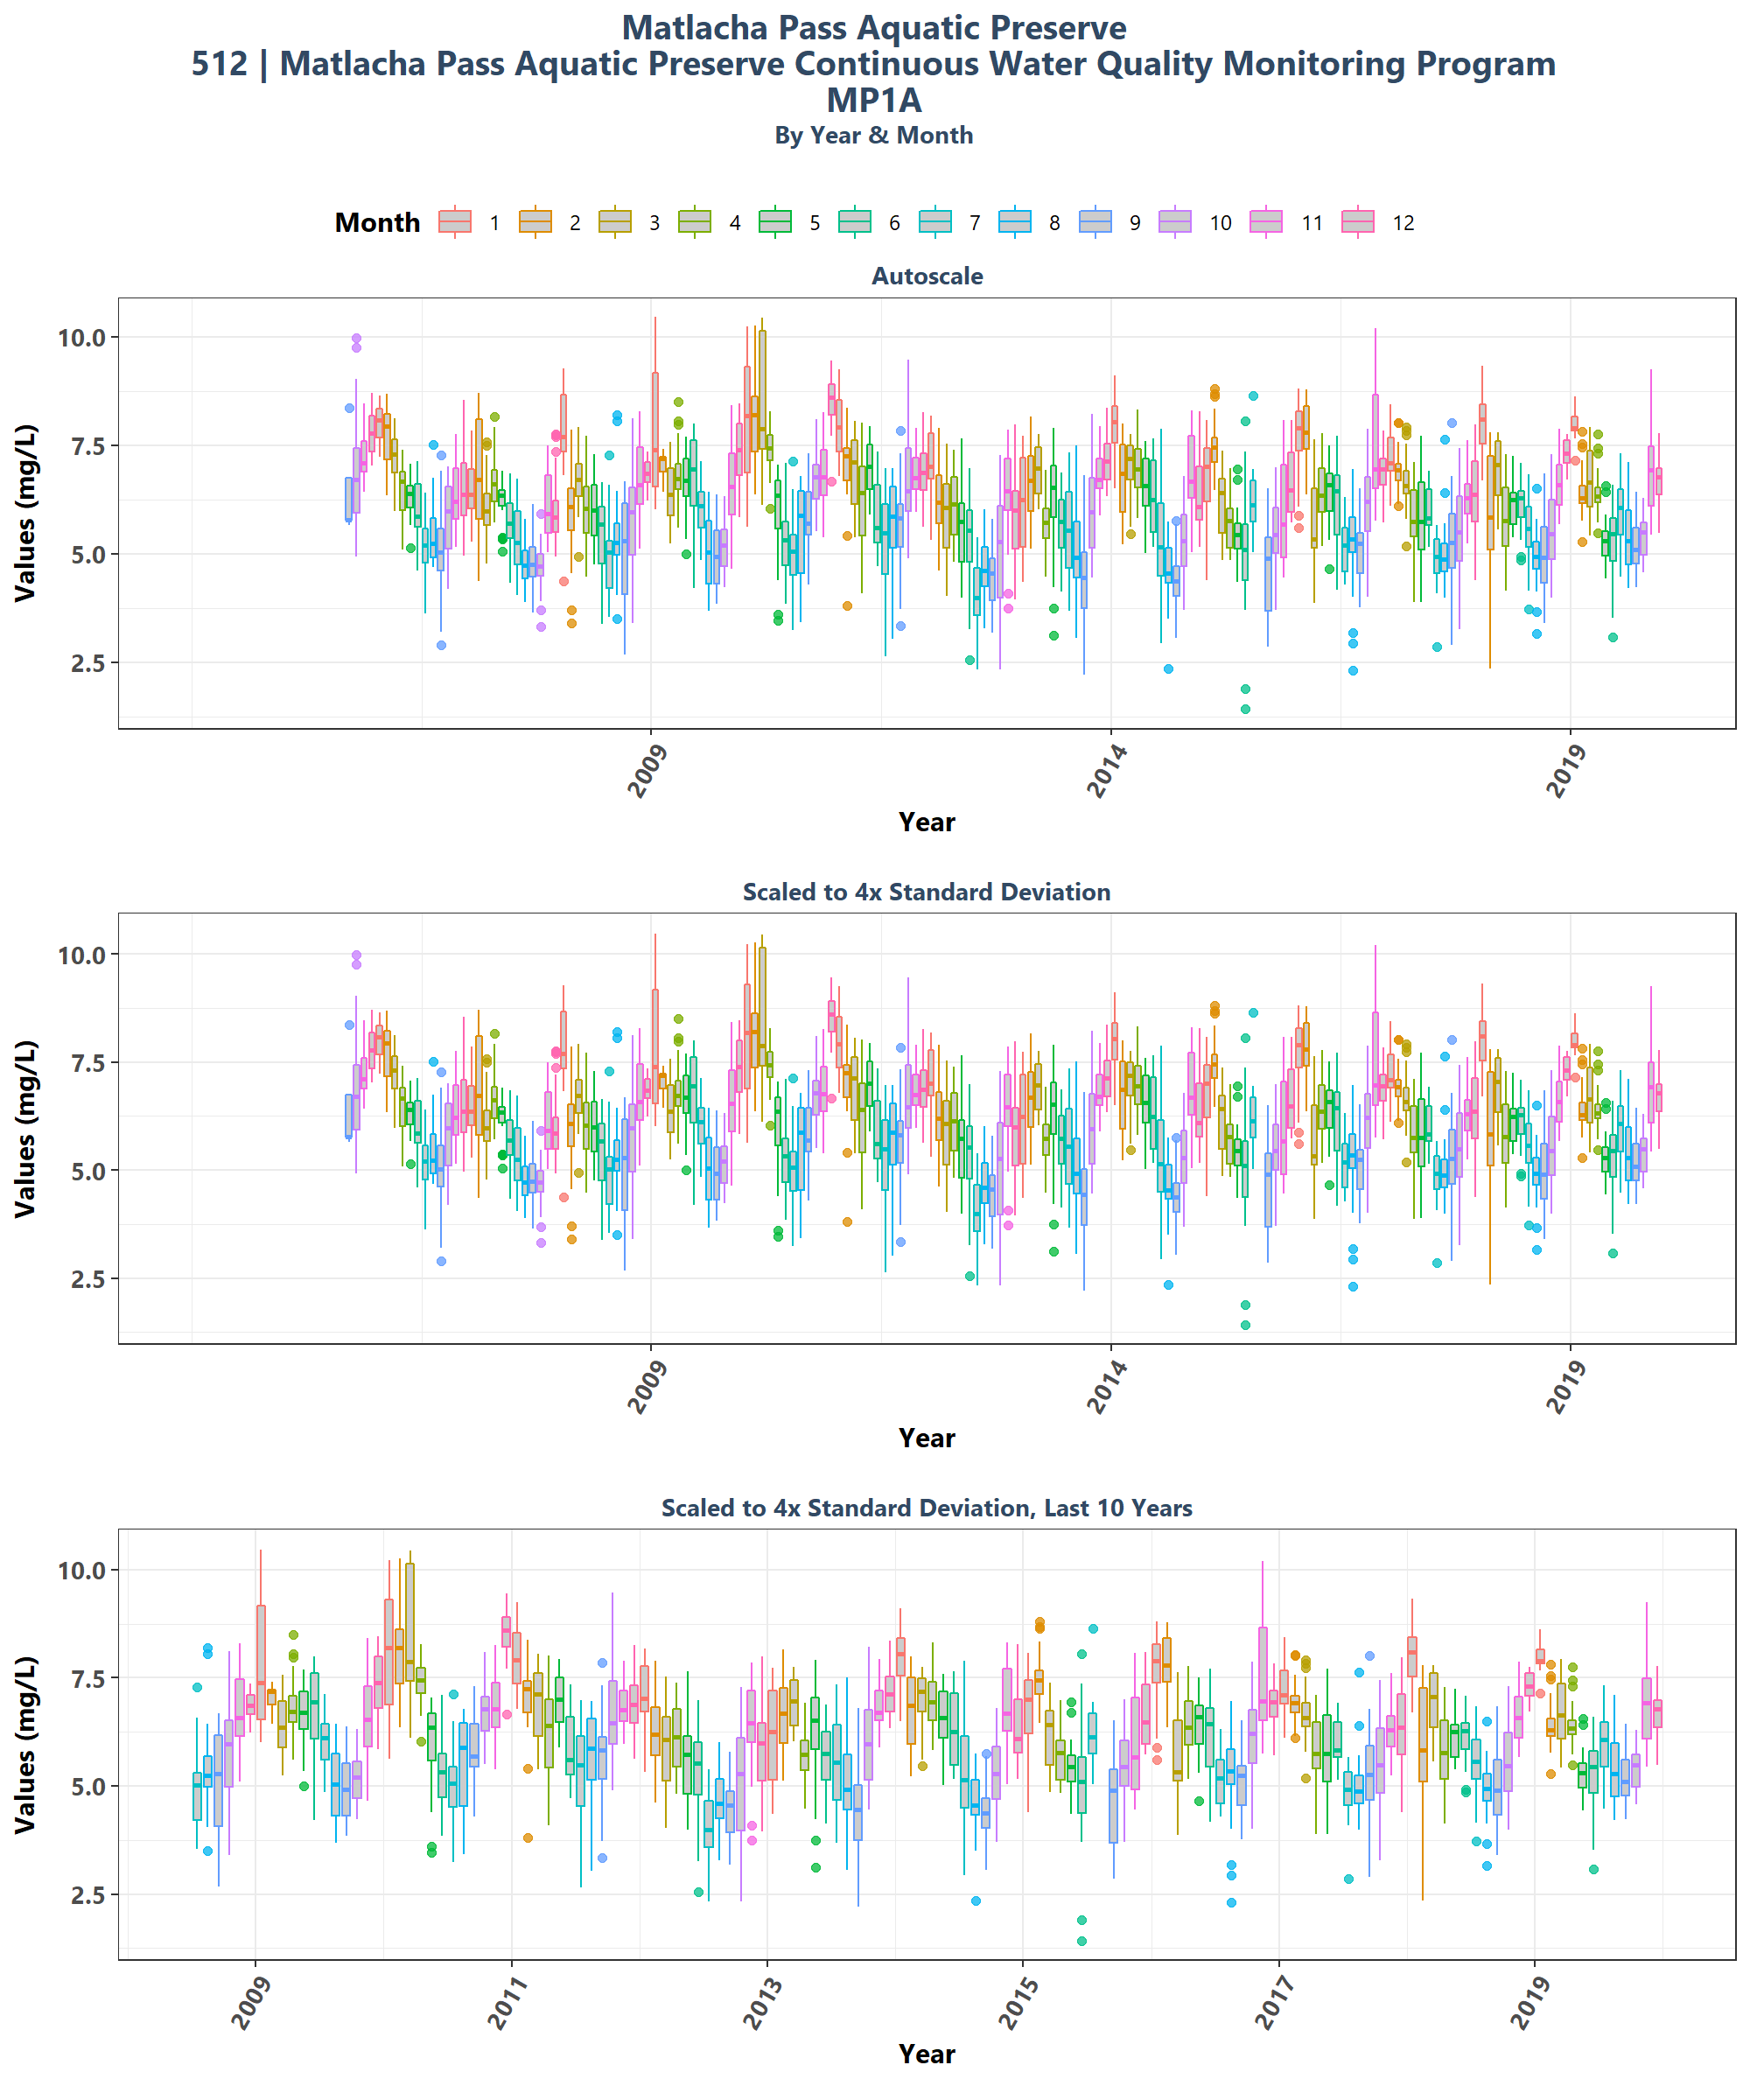 Matlacha Pass Aquatic Preserve
512 | Matlacha Pass Aquatic Preserve Continuous Water Quality Monitoring Program
MP1A
By Year & Month
Month 1 2 3 4 5 6 7 8 9 10 11 12
Autoscale
Values (mg/L)
10.0
7.5
5.0
2.5
2009 2014 2019
Year
Scaled to 4x Standard Deviation
Values (mg/L)
10.0
7.5
5.0
2.5
2009 2014 2019
Year
Scaled to 4x Standard Deviation, Last 10 Years
Values (mg/L)
10.0
7.5
5.0
2.5
2009 2011 2013 2015 2017 2019
Year